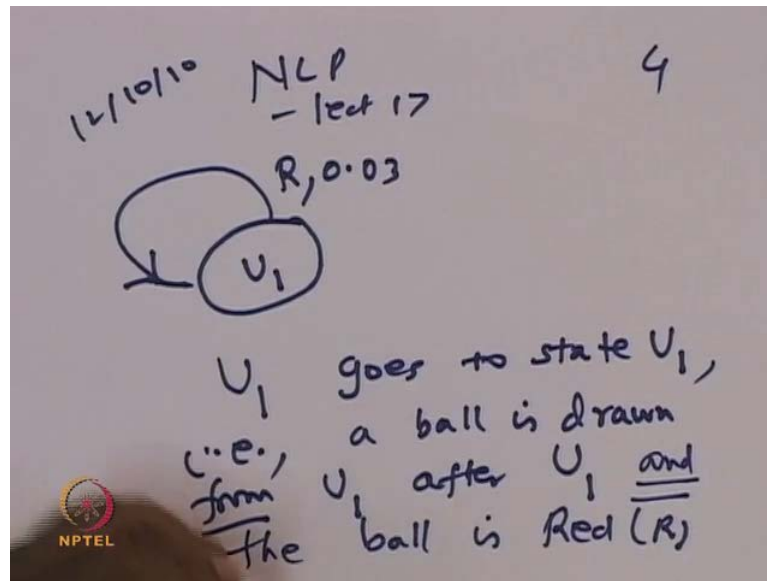 12/10/10 NLP 4
- lect 17
R, 0.03
U1
U1 goes to state U1,
i.e., a ball is drawn
from U1 after U1 and
the ball is Red (R)
NPTEL